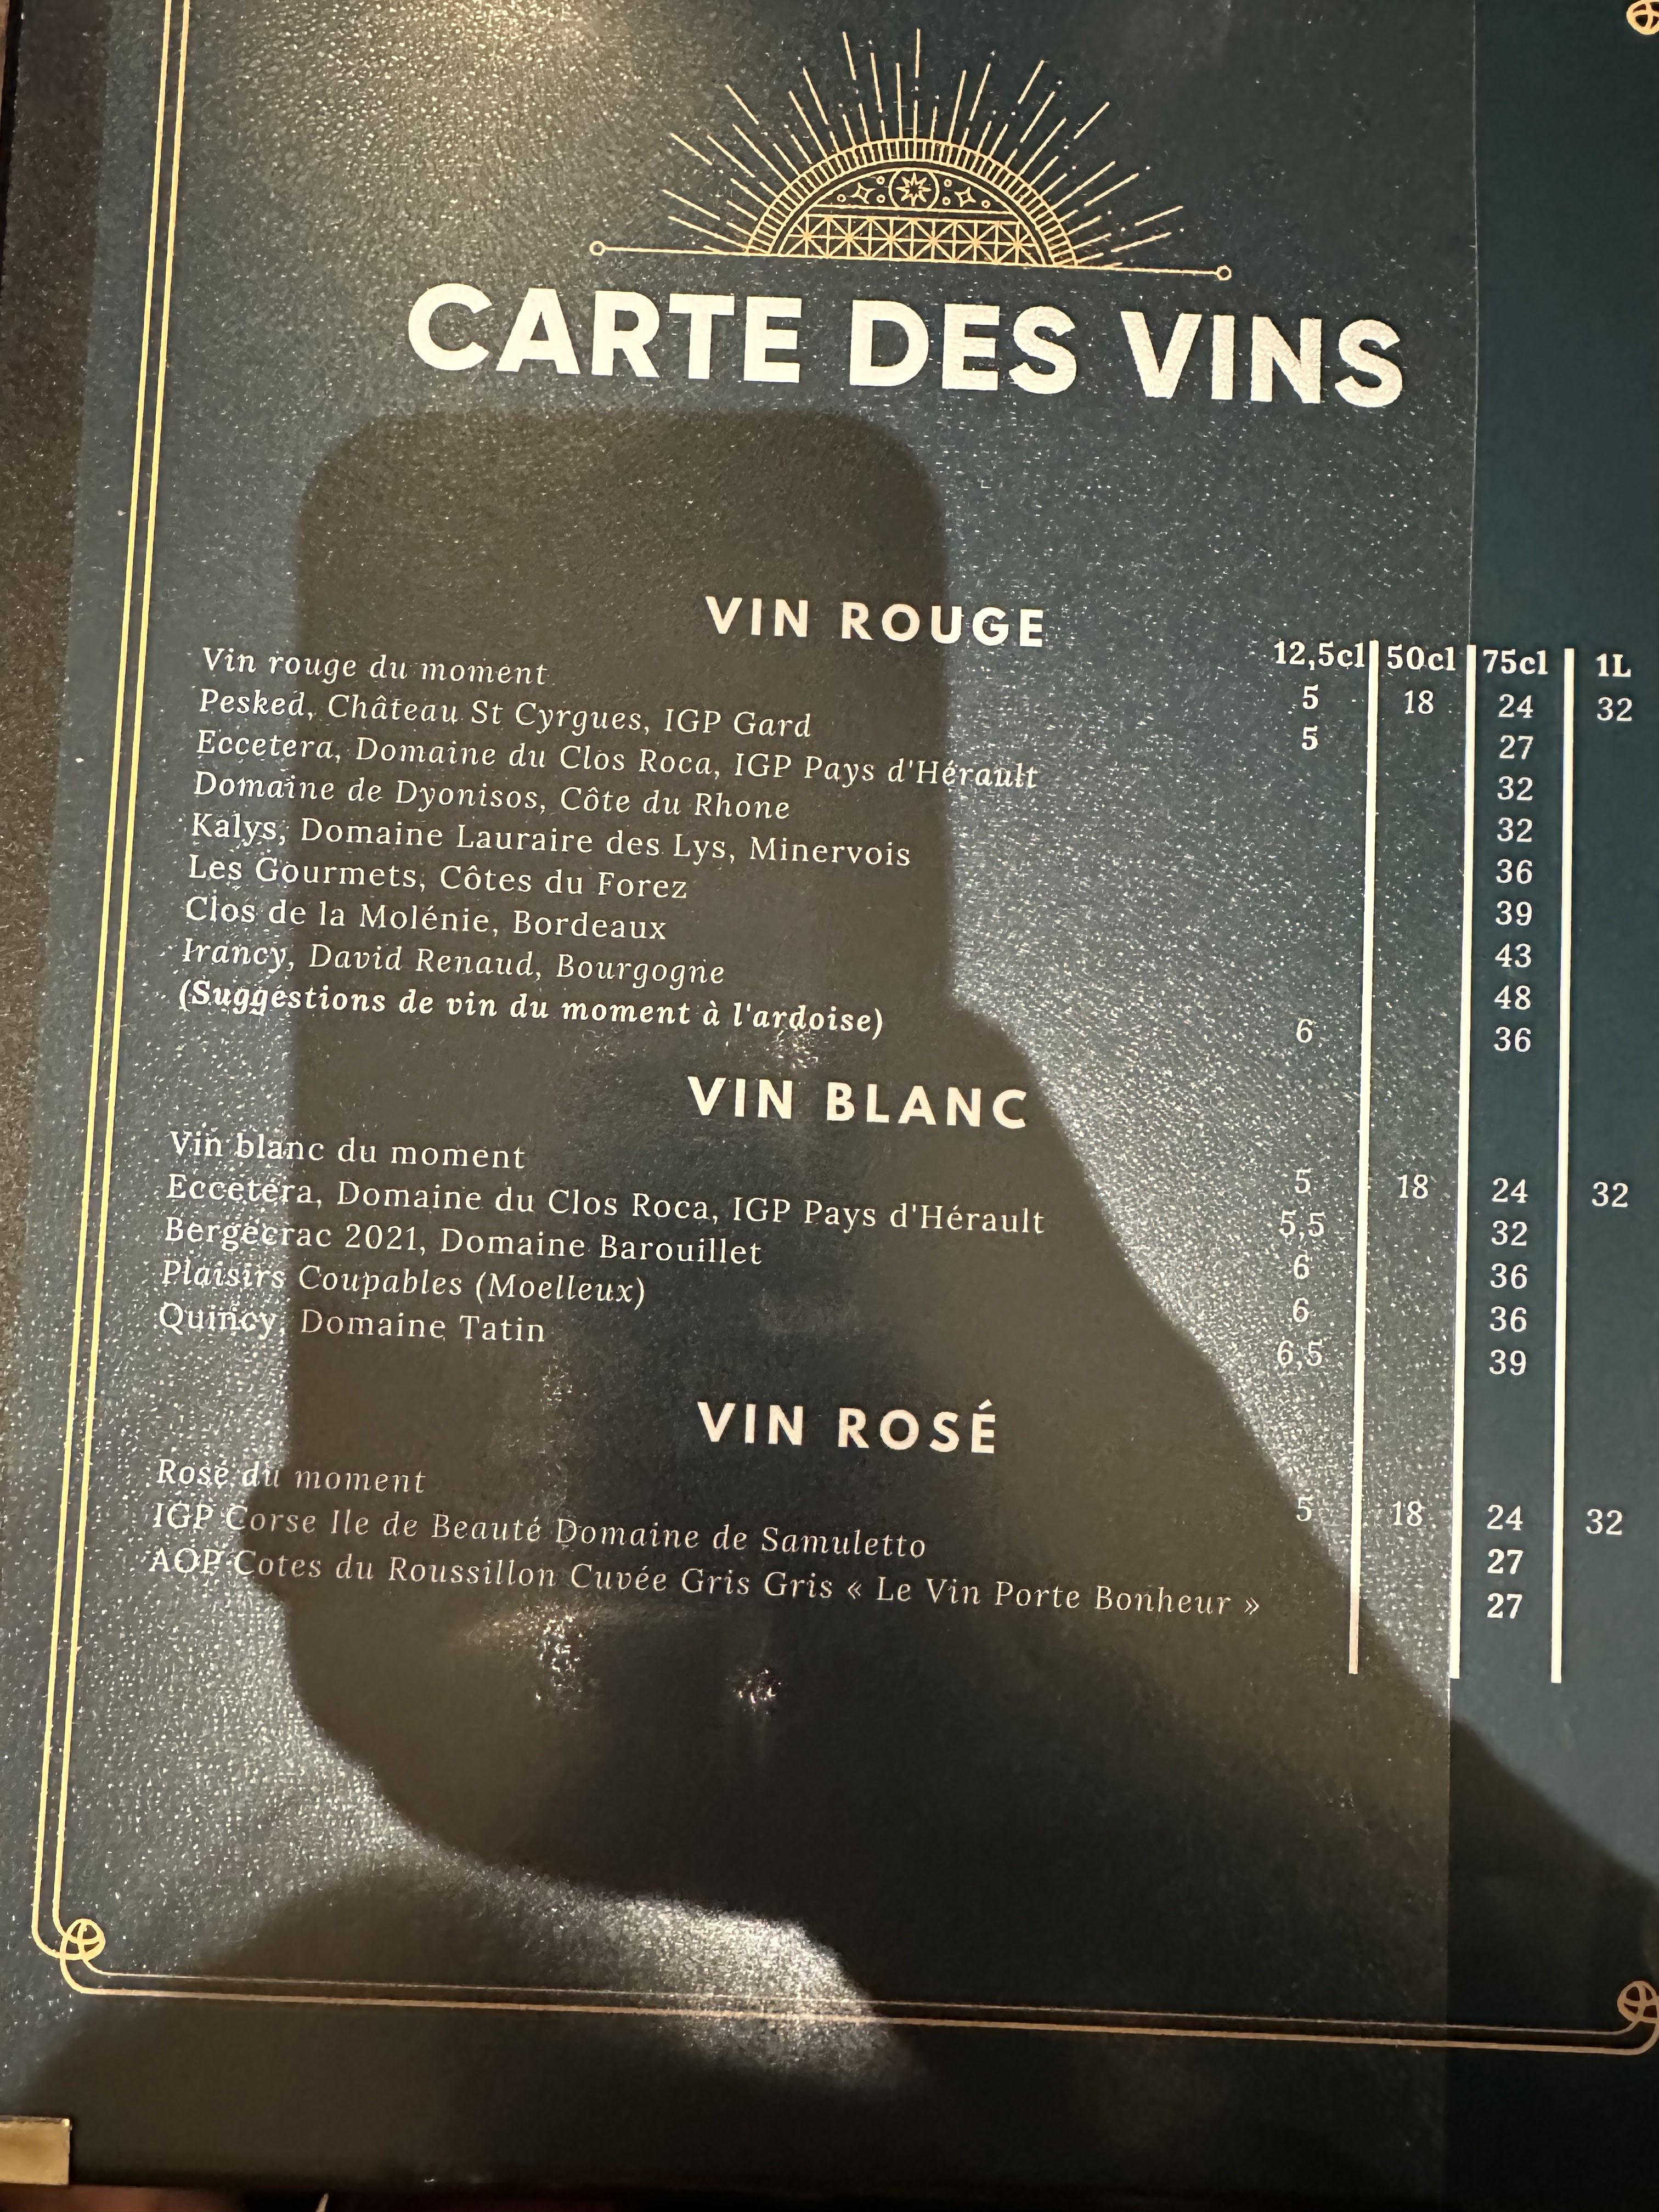 CARTE DES VINS
VIN ROUGE
12,5cl 50cl 75cl 1L
Vin rouge du moment 5 18 24 32
Pesked, Château St Cyrgues, IGP Gard 5 27
Eccetera, Domaine du Clos Roca, IGP Pays d'Hérault 32
Domaine de Dyonisos, Côte du Rhone 32
Kalys, Domaine Lauraire des Lys, Minervois 36
Les Gourmets, Côtes du Forez 39
Clos de la Molénie, Bordeaux 43
Irancy, David Renaud, Bourgogne 48
(Suggestions de vin du moment à l'ardoise) 6 36
VIN BLANC
Vin blanc du moment 5 18 24 32
Eccetera, Domaine du Clos Roca, IGP Pays d'Hérault 5,5 32
Bergecrac 2021, Domaine Barouillet 6 36
Plaisirs Coupables (Moelleux) 6 36
Quincy, Domaine Tatin 6,5 39
VIN ROSÉ
Rosé du moment 5 18 24 32
IGP Corse Ile de Beauté Domaine de Samuletto 27
AOP Cotes du Roussillon Cuvée Gris Gris « Le Vin Porte Bonheur » 27